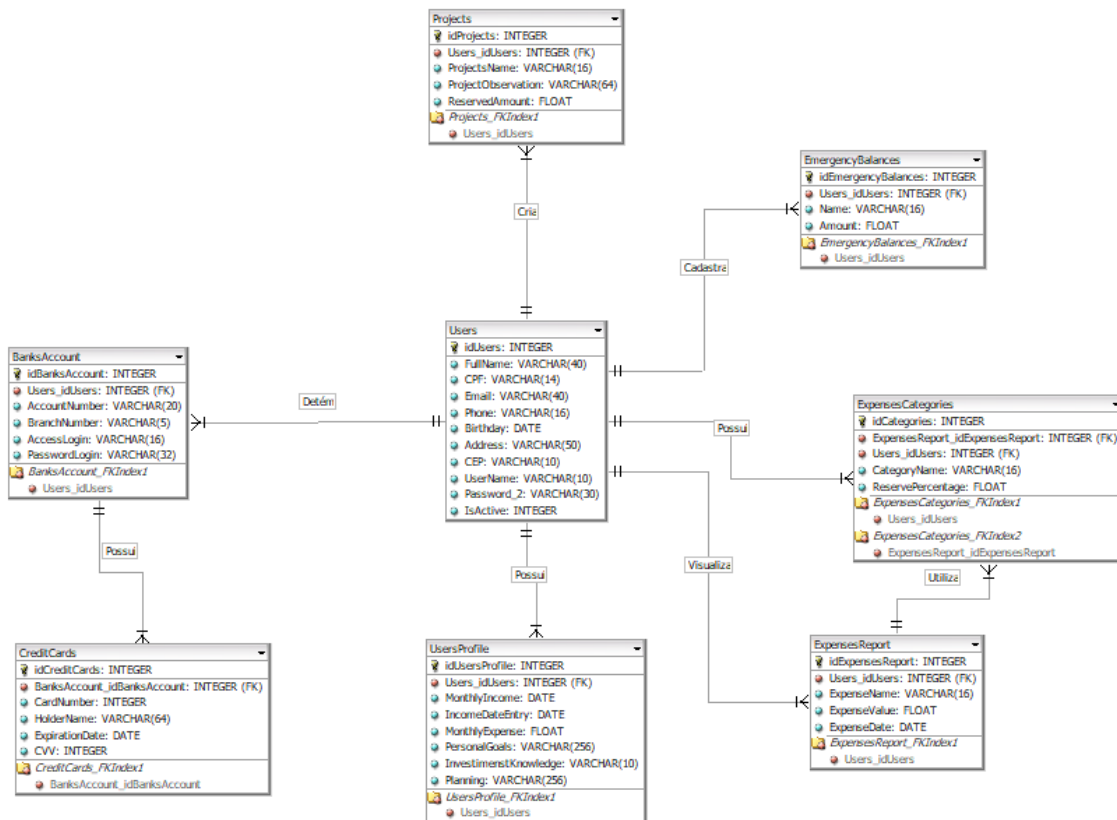 Projects
idProjects: INTEGER
Users_idUsers: INTEGER (FK)
ProjectsName: VARCHAR(16)
ProjectObservation: VARCHAR(64)
ReservedAmount: FLOAT
Projects_FKIndex1
Users_idUsers
Cria
EmergencyBalances
idEmergencyBalances: INTEGER
Users_idUsers: INTEGER (FK)
Name: VARCHAR(16)
Amount: FLOAT
EmergencyBalances_FKIndex1
Users_idUsers
Cadastra
Users
idUsers: INTEGER
FullName: VARCHAR(40)
CPF: VARCHAR(14)
Email: VARCHAR(40)
Phone: VARCHAR(16)
Birthday: DATE
Address: VARCHAR(50)
CEP: VARCHAR(10)
UserName: VARCHAR(10)
Password_2: VARCHAR(30)
IsActive: INTEGER
BanksAccount
idBanksAccount: INTEGER
Users_idUsers: INTEGER (FK)
AccountNumber: VARCHAR(20)
BranchNumber: VARCHAR(5)
AccessLogin: VARCHAR(16)
PasswordLogin: VARCHAR(32)
BanksAccount_FKIndex1
Users_idUsers
Detém
Possui
ExpensesCategories
idCategories: INTEGER
ExpensesReport_idExpensesReport: INTEGER (FK)
Users_idUsers: INTEGER (FK)
CategoryName: VARCHAR(16)
ReservePercentage: FLOAT
ExpensesCategories_FKIndex1
Users_idUsers
ExpensesCategories_FKIndex2
ExpensesReport_idExpensesReport
Possui
Possui
Visualiza
Utiliza
CreditCards
idCreditCards: INTEGER
BanksAccount_idBanksAccount: INTEGER (FK)
CardNumber: INTEGER
HolderName: VARCHAR(64)
ExpirationDate: DATE
CVV: INTEGER
CreditCards_FKIndex1
BanksAccount_idBanksAccount
UsersProfile
idUsersProfile: INTEGER
Users_idUsers: INTEGER (FK)
MonthlyIncome: DATE
IncomeDateEntry: DATE
MonthlyExpense: FLOAT
PersonalGoals: VARCHAR(256)
InvestimenstKnowledge: VARCHAR(10)
Planning: VARCHAR(256)
UsersProfile_FKIndex1
Users_idUsers
ExpensesReport
idExpensesReport: INTEGER
Users_idUsers: INTEGER (FK)
ExpenseName: VARCHAR(16)
ExpenseValue: FLOAT
ExpenseDate: DATE
ExpensesReport_FKIndex1
Users_idUsers